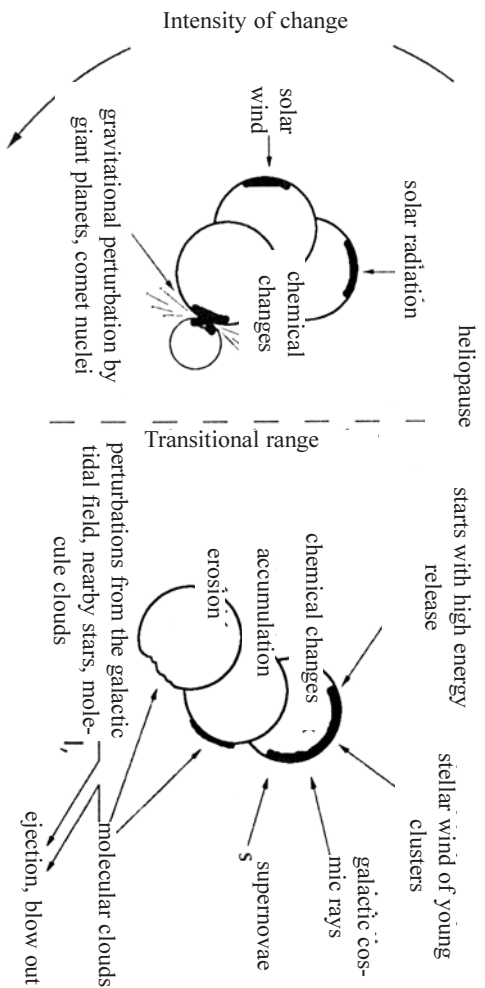 Intensity of change
solar
wind
solar radiation
heliopause
gravitational perturbation by
giant planets, comet nuclei
chemical
changes
Transitional range
starts with high energy
release
stellar wind of young
clusters
perturbations from the galactic
tidal field, nearby stars, mole-
cule clouds
erosion
accumulation
chemical changes
galactic cos-
mic rays
supernovae
s
molecular clouds
ejection, blow out